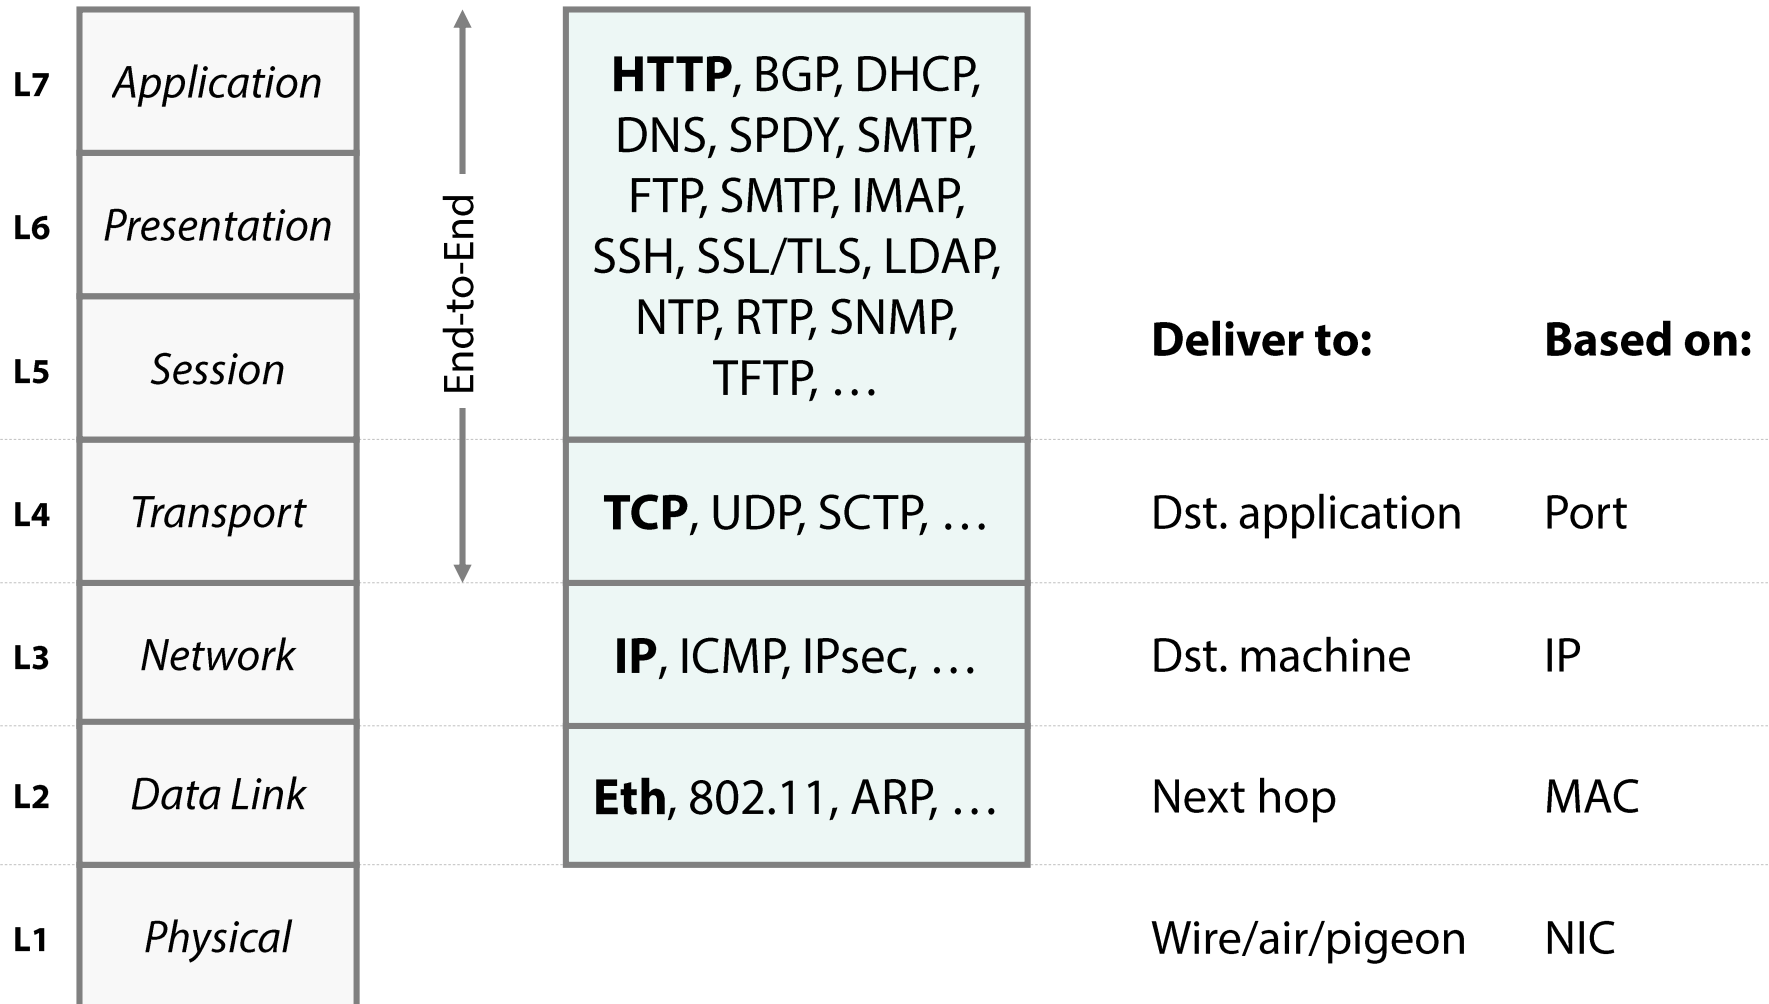 L7 Application
L6 Presentation
L5 Session
L4 Transport
L3 Network
L2 Data Link
L1 Physical
End-to-End
HTTP, BGP, DHCP,
DNS, SPDY, SMTP,
FTP, SMTP, IMAP,
SSH, SSL/TLS, LDAP,
NTP, RTP, SNMP,
TFTP, …
TCP, UDP, SCTP, …
IP, ICMP, IPsec, …
Eth, 802.11, ARP, …
Deliver to: Based on:
Dst. application Port
Dst. machine IP
Next hop MAC
Wire/air/pigeon NIC